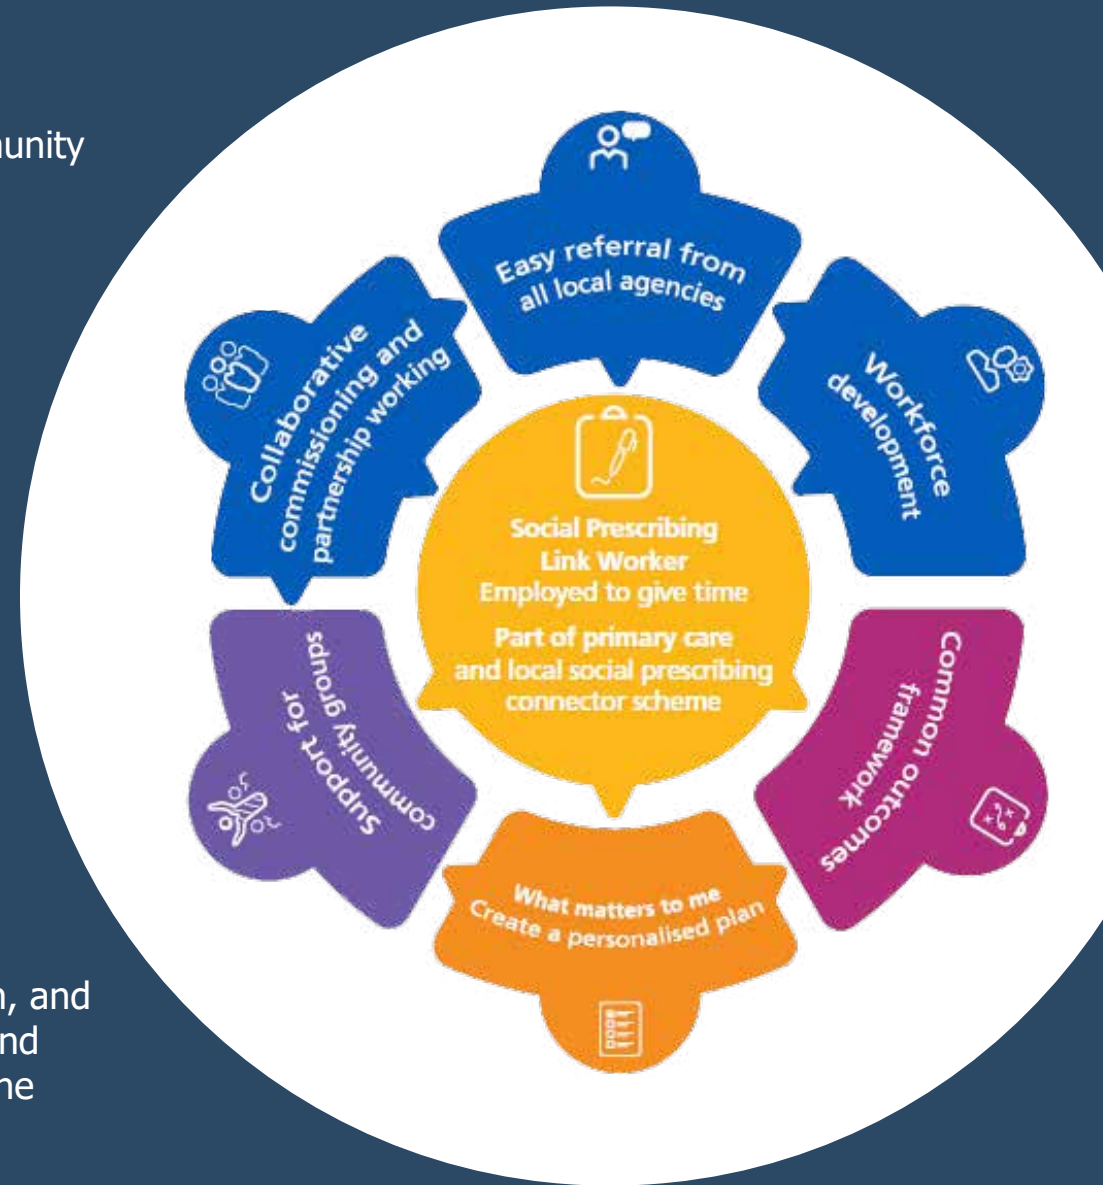 unity
Easy referral from
all local agencies
Collaborative
commissioning and
partnership working
Workforce
development
Social Prescribing
Link Worker
Employed to give time
Part of primary care
and local social prescribing
connector scheme
Support for
community groups
Common outcomes
framework
What matters to me
Create a personalised plan
, and
nd